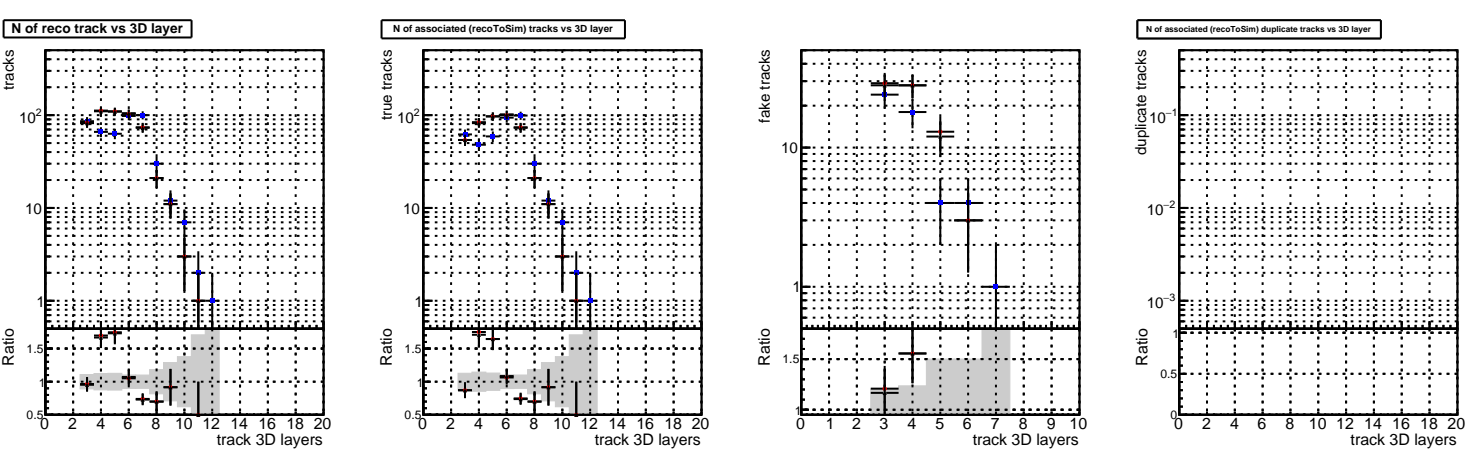 N of reco track vs 3D layer
tracks
10²
10
1
Ratio
1.5
1
0.5
0 2 4 6 8 10 12 14 16 18 20
track 3D layers
N of associated (recoToSim) tracks vs 3D layer
true tracks
10²
10
1
Ratio
1.5
1
0.5
0 2 4 6 8 10 12 14 16 18 20
track 3D layers
fake tracks
10
1
Ratio
1.5
1
0 1 2 3 4 5 6 7 8 9 10
track 3D layers
N of associated (recoToSim) duplicate tracks vs 3D layer
duplicate tracks
10⁻¹
10⁻²
10⁻³
Ratio
1
0.5
0
0 2 4 6 8 10 12 14 16 18 20
track 3D layers